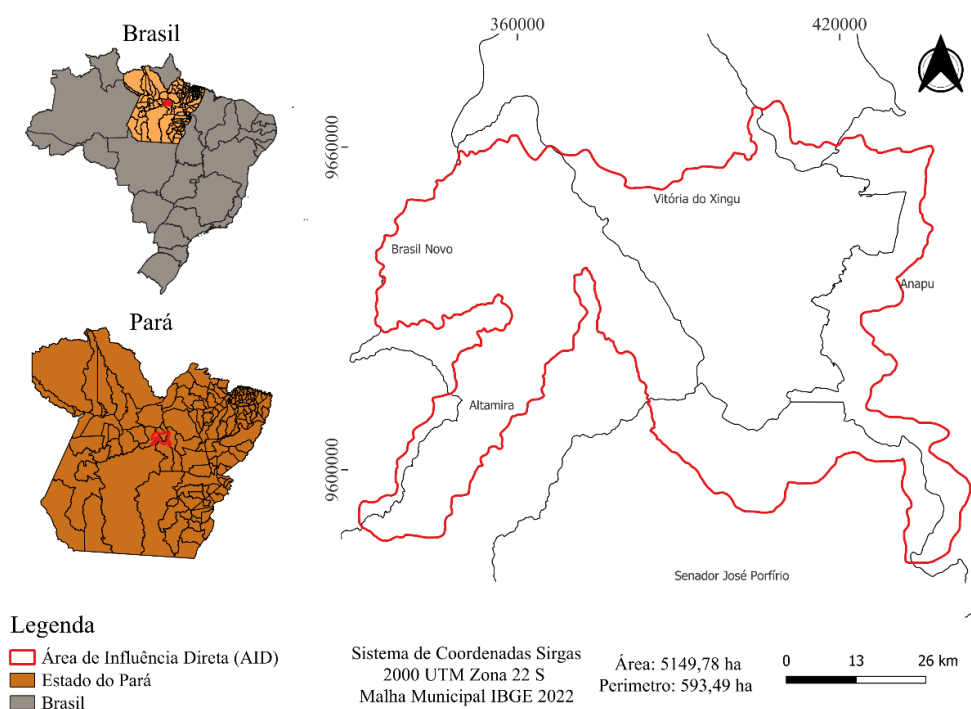 Brasil
360000
420000
9660000
9600000
Vitória do Xingu
Brasil Novo
Anapu
Pará
Altamira
Senador José Porfírio
Legenda
Área de Influência Direta (AID)
Estado do Pará
Brasil
Sistema de Coordenadas Sirgas
2000 UTM Zona 22 S
Malha Municipal IBGE 2022
Área: 5149,78 ha
Perimetro: 593,49 ha
0 13 26 km